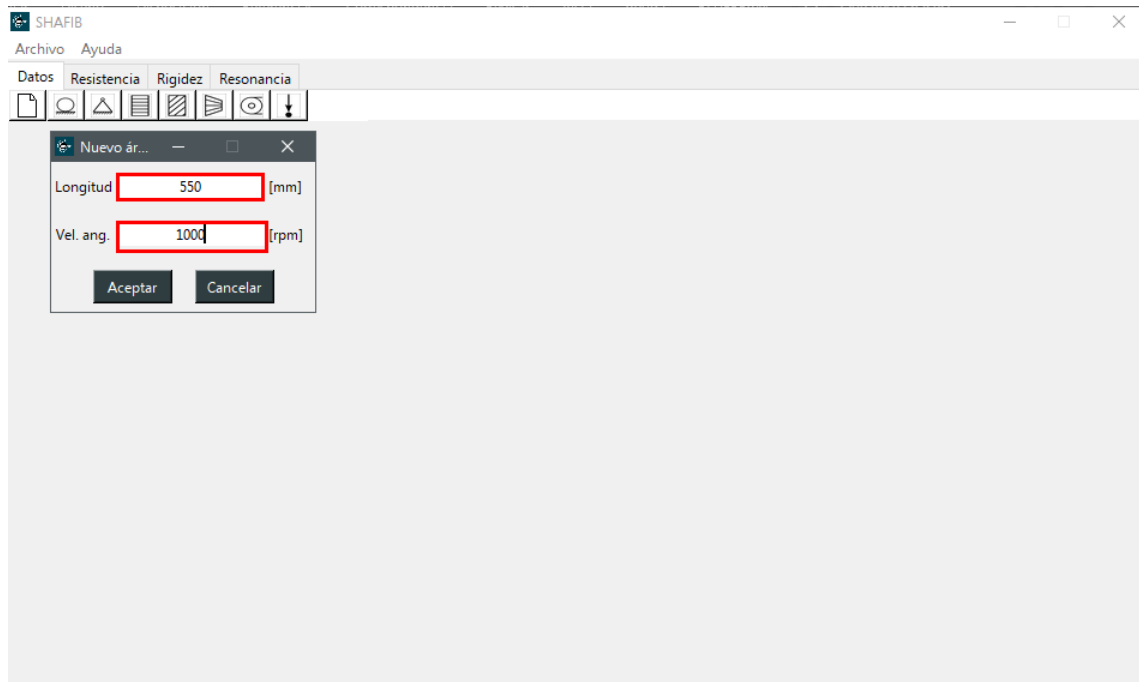 SHAFIB
Archivo Ayuda
Datos Resistencia Rigidez Resonancia
Nuevo ár...
Longitud 550 [mm]
Vel. ang. 1000 [rpm]
Aceptar Cancelar